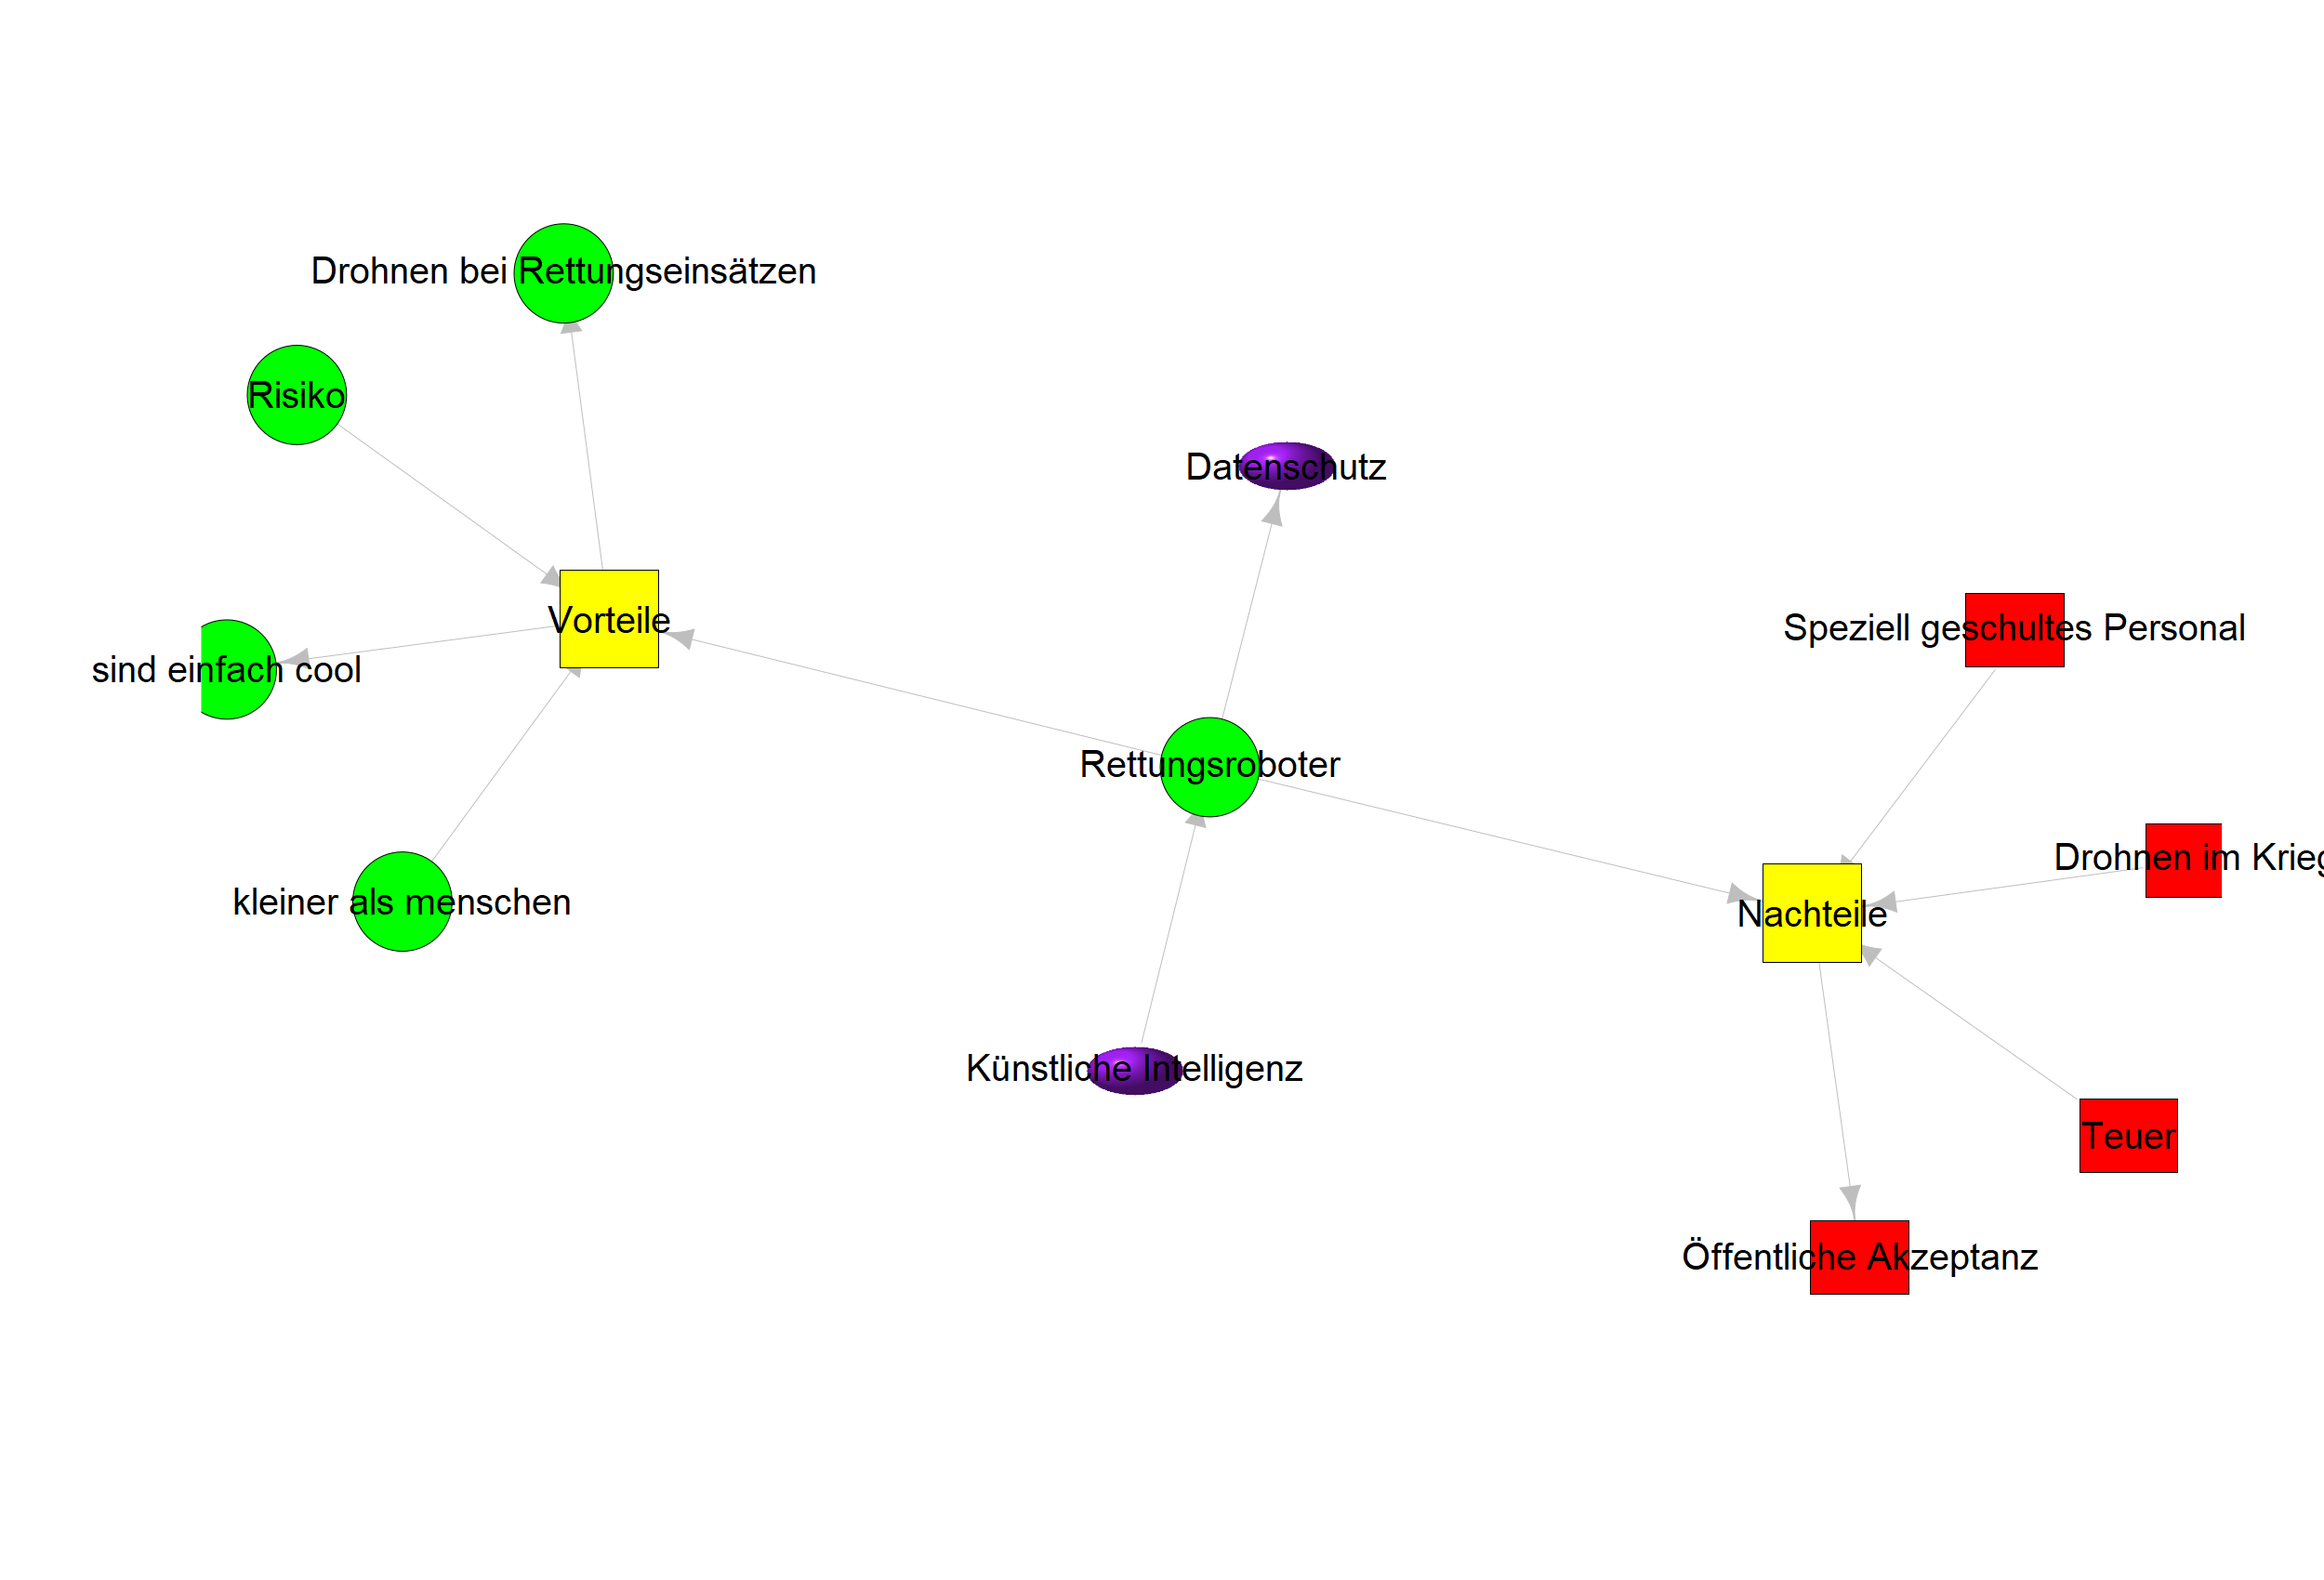 Drohnen bei Rettungseinsätzen
Risiko
Datenschutz
Vorteile
Speziell geschultes Personal
sind einfach cool
Rettungsroboter
Drohnen im Krieg
kleiner als menschen
Nachteile
Künstliche Intelligenz
Teuer
Öffentliche Akzeptanz